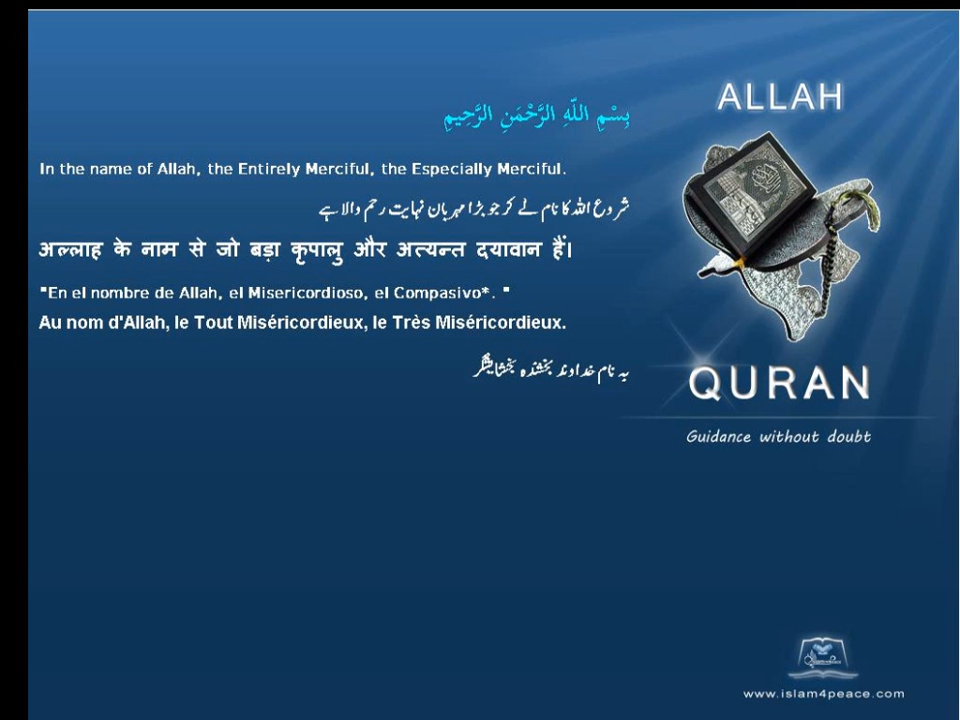 بِسْمِ اللّهِ الرَّحْمَنِ الرَّحِيمِ
In the name of Allah, the Entirely Merciful, the Especially Merciful.
شروع الله کا نام لے کر جو بڑا مہربان نہایت رحم والا ہے
अल्लाह के नाम से जो बड़ा कृपालु और अत्यन्त दयावान हैं।
"En el nombre de Allah, el Misericordioso, el Compasivo*. "
Au nom d'Allah, le Tout Miséricordieux, le Très Miséricordieux.
به نام خداوند بخشنده بخشایشگر
ALLAH
QURAN
Guidance without doubt
www.islam4peace.com